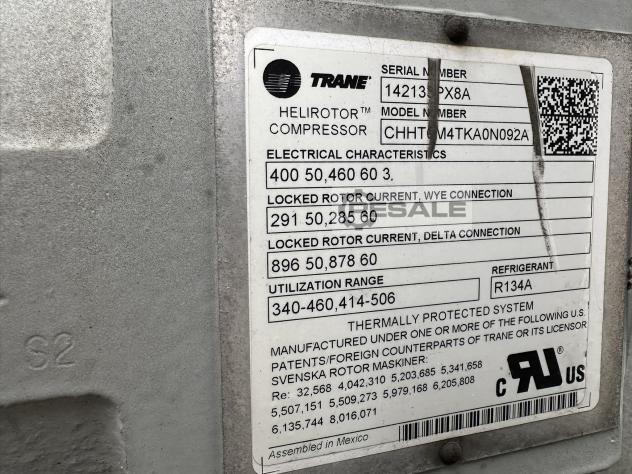 TRANE
HELIROTOR™
COMPRESSOR
SERIAL NUMBER
MODEL NUMBER
ELECTRICAL CHARACTERISTICS
400 50,460 60 3.
LOCKED ROTOR CURRENT, WYE CONNECTION
291 50,285 60
RESALE
LOCKED ROTOR CURRENT, DELTA CONNECTION
896 50,878 60
UTILIZATION RANGE
340-460,414-506
REFRIGERANT
R134A
THERMALLY PROTECTED SYSTEM
MANUFACTURED UNDER ONE OR MORE OF THE FOLLOWING U.S.
PATENTS/FOREIGN COUNTERPARTS OF TRANE OR ITS LICENSOR
SVENSKA ROTOR MASKINER:
Re: 32,568 4,042,310 5,203,685 5,341,658
5,507,151 5,509,273 5,979,168 6,205,808
6,135,744 8,016,071
Assembled in Mexico
C RU US
S2